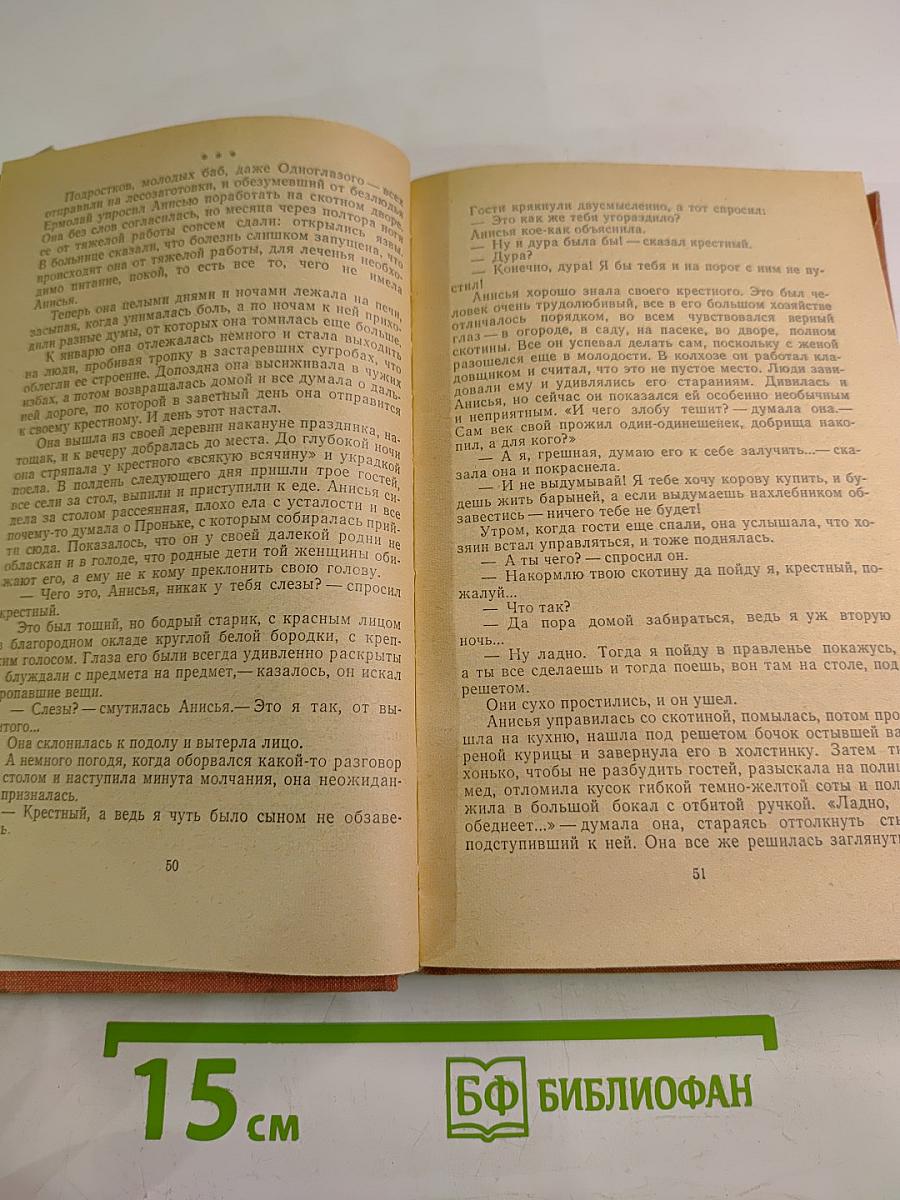 * * *
Подростков, молодых баб, даже Одноглазого — всех
отправили на лесозаготовки, и обезумевший от безлюдья
Ермолай упросил Анисью поработать на скотном дворе.
Она без слов согласилась, но месяца через полтора ноги
ее от тяжелой работы совсем сдали: открылись язвы.
В больнице сказали, что болезнь слишком запущена, что
происходит она от тяжелой работы, для леченья необхо-
димо питание, покой, то есть все то, чего не имела
Анисья.
Теперь она целыми днями и ночами лежала на печи,
засыпая, когда унималась боль, а по ночам к ней прихо-
дили разные думы, от которых она томилась еще больше.
К январю она отлежалась немного и стала выходить
на люди, пробивая тропку в застаревших сугробах, что
облегли ее строение. Допоздна она высиживала в чужих
избах, а потом возвращалась домой и все думала о даль-
ней дороге, по которой в заветный день она отправится
к своему крестному. И день этот настал.
Она вышла из своей деревни накануне праздника, на-
тощак, и к вечеру добралась до места. До глубокой ночи
она стряпала у крестного «всякую всячину» и украдкой
поела. В полдень следующего дня пришли трое гостей,
все сели за стол, выпили и приступили к еде. Анисья си-
дела за столом рассеянная, плохо ела с усталости и все
почему-то думала о Проньке, с которым собиралась прий-
ти сюда. Показалось, что он у своей далекой родни не
обласкан и в голоде, что родные дети той женщины оби-
жают его, а ему не к кому преклонить свою голову.
— Чего это, Анисья, никак у тебя слезы? — спросил
крестный.
Это был тощий, но бодрый старик, с красным лицом
в благородном окладе круглой белой бородки, с креп-
ким голосом. Глаза его были всегда удивленно раскрыты
блуждали с предмета на предмет,— казалось, он искал
ропавшие вещи.
— Слезы? — смутилась Анисья.— Это я так, от вы-
итого...
Она склонилась к подолу и вытерла лицо.
А немного погодя, когда оборвался какой-то разговор
столом и наступила минута молчания, она неожидан-
призналась.
— Крестный, а ведь я чуть было сыном не обзаве-
ь.
50
Гости крякнули двусмысленно, а тот спросил:
— Это как же тебя угораздило?
Анисья кое-как объяснила.
— Ну и дура была бы! — сказал крестный.
— Дура?
— Конечно, дура! Я бы тебя и на порог с ним не пу-
стил!
Анисья хорошо знала своего крестного. Это был че-
ловек очень трудолюбивый, все в его большом хозяйстве
отличалось порядком, во всем чувствовался верный
глаз — в огороде, в саду, на пасеке, во дворе, полном
скотины. Все он успевал делать сам, поскольку с женой
разошелся еще в молодости. В колхозе он работал кла-
довщиком и считал, что это не пустое место. Люди зави-
довали ему и удивлялись его стараниям. Дивилась и
Анисья, но сейчас он показался ей особенно необычным
и неприятным. «И чего злобу тешит? — думала она.—
Сам век свой прожил один-одинешенек, добрища нако-
пил, а для кого?»
— А я, грешная, думаю его к себе залучить...— ска-
зала она и покраснела.
— И не выдумывай! Я тебе хочу корову купить, и бу-
дешь жить барыней, а если выдумаешь нахлебником об-
завестись — ничего тебе не будет!
Утром, когда гости еще спали, она услышала, что хо-
зяин встал управляться, и тоже поднялась.
— А ты чего? — спросил он.
— Накормлю твою скотину да пойду я, крестный, по-
жалуй...
— Что так?
— Да пора домой забираться, ведь я уж вторую
ночь...
— Ну ладно. Тогда я пойду в правленье покажусь,
а ты все сделаешь и тогда поешь, вон там на столе, под
решетом.
Они сухо простились, и он ушел.
Анисья управилась со скотиной, помылась, потом про
шла на кухню, нашла под решетом бочок остывшей ва
реной курицы и завернула его в холстинку. Затем ти
хонько, чтобы не разбудить гостей, разыскала на полиц
мед, отломила кусок гибкой темно-желтой соты и пол
жила в большой бокал с отбитой ручкой. «Ладно,
обеднеет...» — думала она, стараясь оттолкнуть сты
подступивший к ней. Она все же решилась заглянуть
51
15 см
БФ БИБЛИОФАН